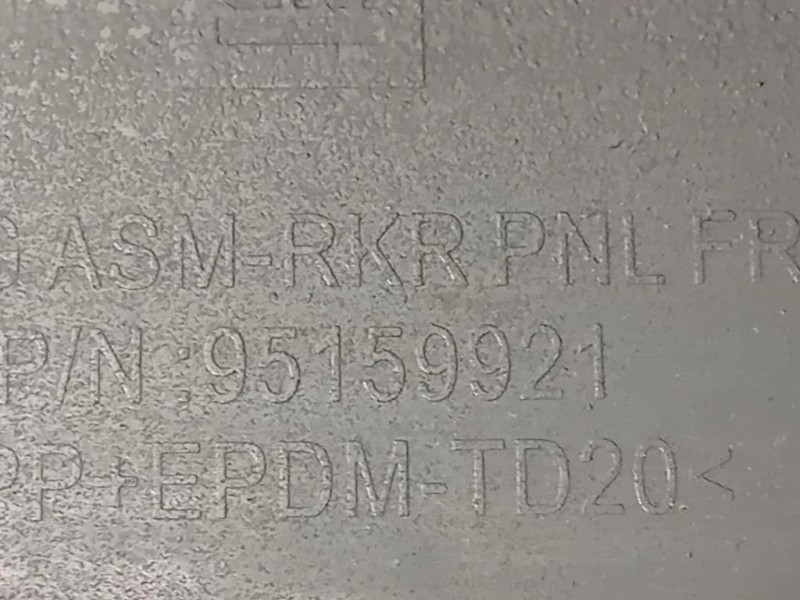 G ASM-RKR PNL FR
P/N :95159921
PP+EPDM-TD20<